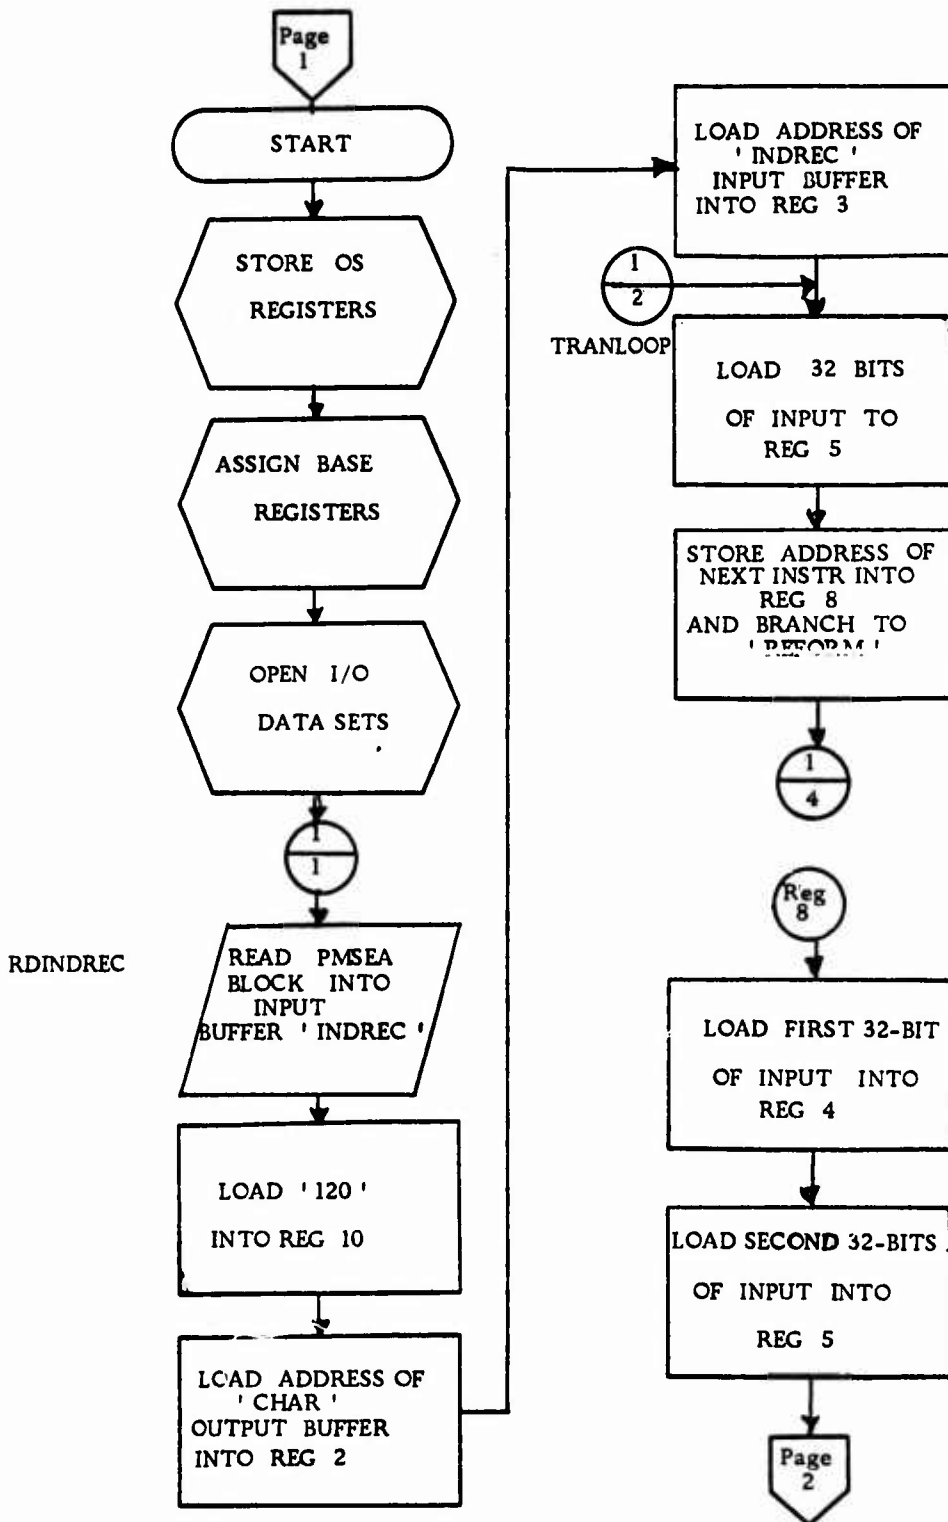 Page
1
START
STORE OS
REGISTERS
ASSIGN BASE
REGISTERS
OPEN I/O
DATA SETS
1
1
RDINDREC
READ PMSEA
BLOCK INTO
INPUT
BUFFER ' INDREC '
LOAD '120'
INTO REG 10
LOAD ADDRESS OF
' CHAR '
OUTPUT BUFFER
INTO REG 2
LOAD ADDRESS OF
' INDREC '
INPUT BUFFER
INTO REG 3
1
2
TRANLOOP
LOAD 32 BITS
OF INPUT TO
REG 5
STORE ADDRESS OF
NEXT INSTR INTO
REG 8
AND BRANCH TO
' REFORM '
1
4
Reg
8
LOAD FIRST 32-BIT
OF INPUT INTO
REG 4
LOAD SECOND 32-BITS
OF INPUT INTO
REG 5
Page
2